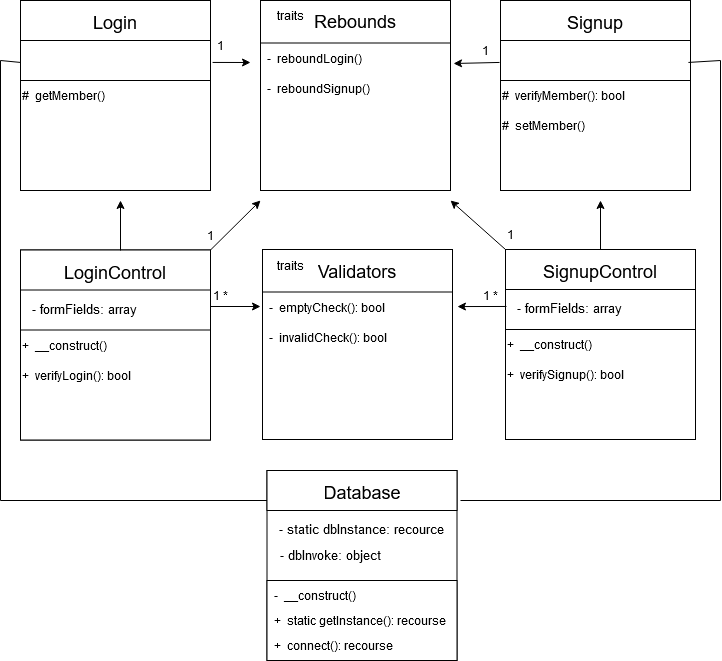 Login
# getMember()
1
traits
Rebounds
- reboundLogin()
- reboundSignup()
1
Signup
# verifyMember(): bool
# setMember()
1
1
LoginControl
- formFields: array
+ __construct()
+ verifyLogin(): bool
1 *
traits
Validators
- emptyCheck(): bool
- invalidCheck(): bool
1 *
SignupControl
- formFields: array
+ __construct()
+ verifySignup(): bool
Database
- static dbInstance: recource
- dbInvoke: object
- __construct()
+ static getInstance(): recourse
+ connect(): recourse